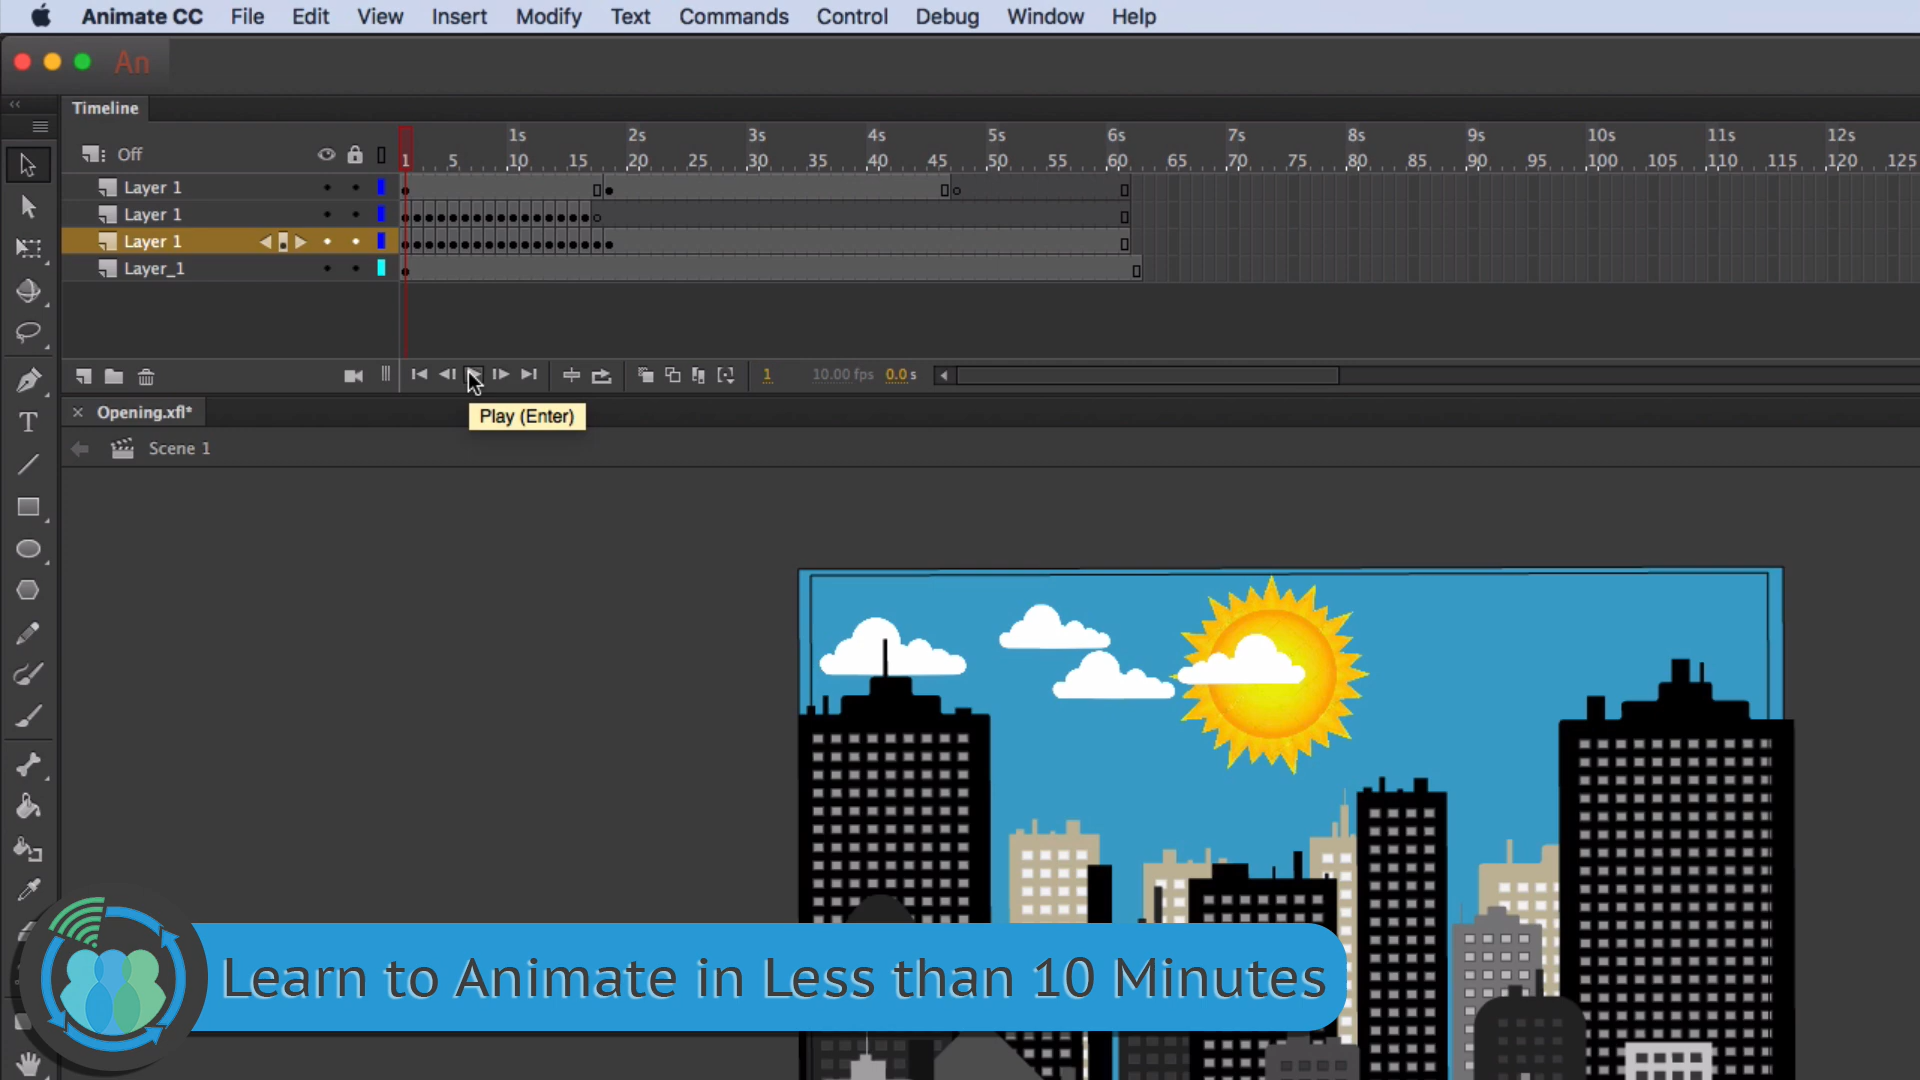 Animate CC File Edit View Insert Modify Text Commands Control Debug Window Help
An
Timeline
1s 2s 3s 4s 5s 6s 7s 8s 9s 10s 11s 12s
Off 1 5 10 15 20 25 30 35 40 45 50 55 60 65 70 75 80 85 90 95 100 105 110 115 120 125
Layer 1
Layer 1
Layer 1
Layer_1
1 10.00 fps 0.0 s
Opening.xfl*
Play (Enter)
T
Scene 1
Learn to Animate in Less than 10 Minutes